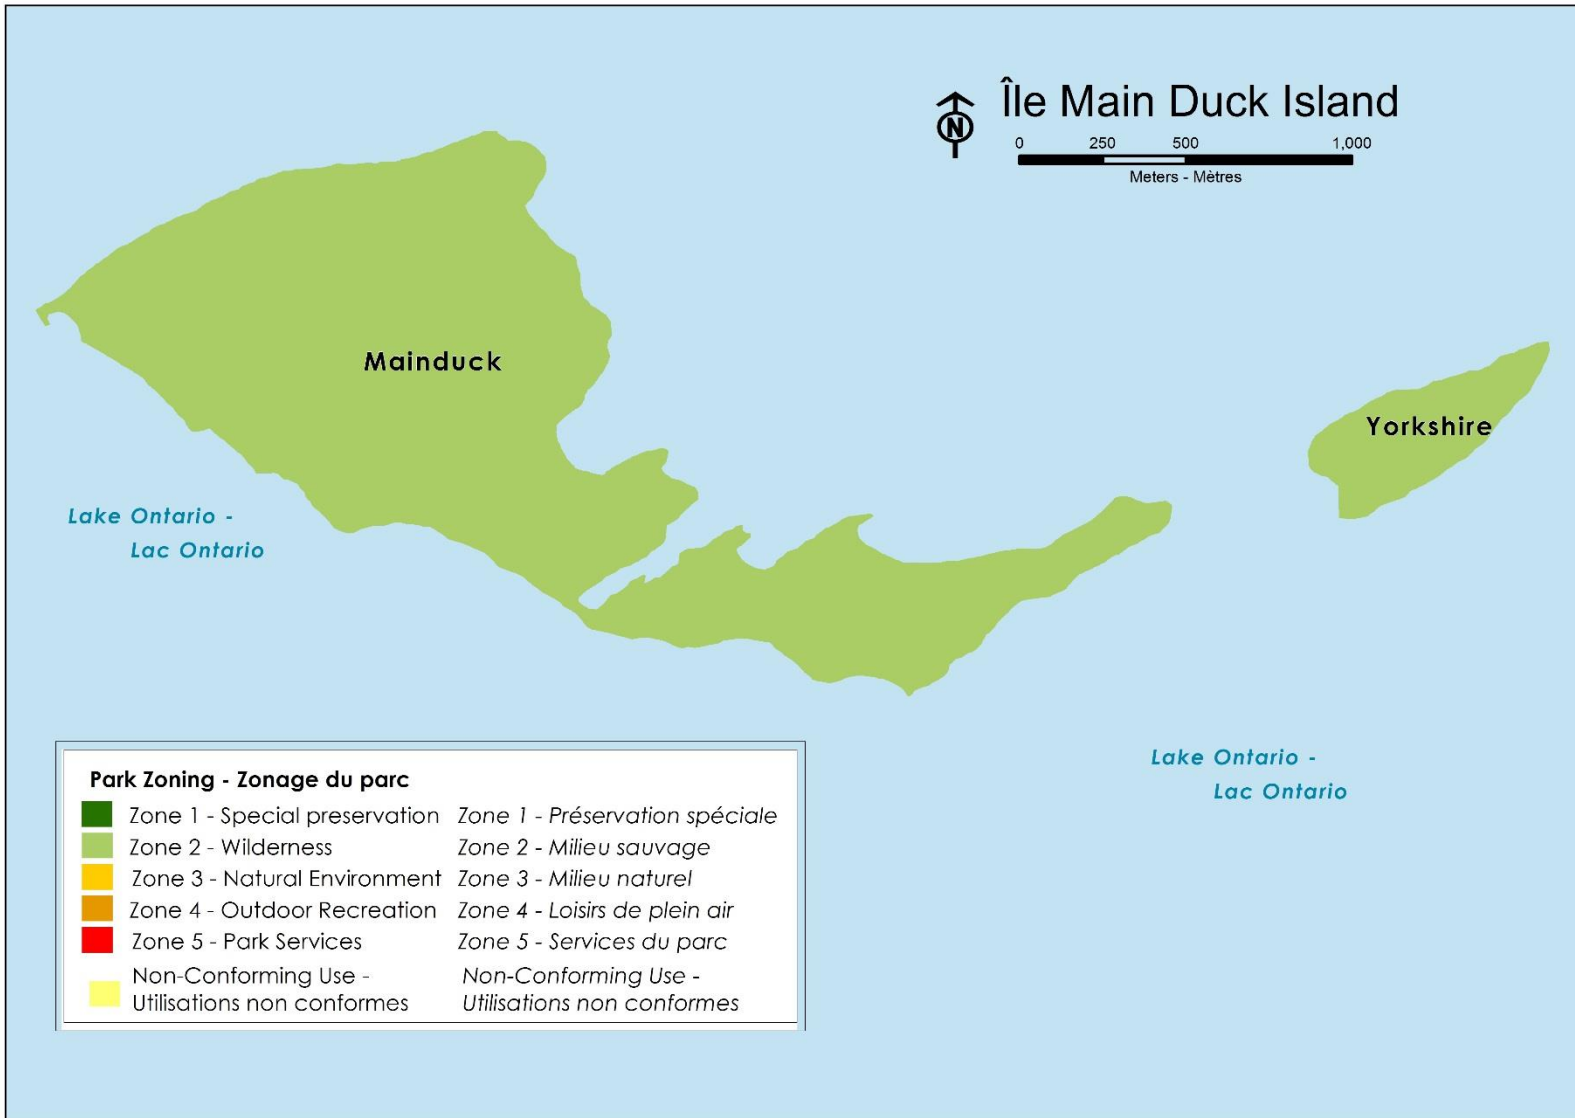 Île Main Duck Island
N
0 250 500 1,000
Meters - Mètres
Mainduck
Yorkshire
Lake Ontario -
Lac Ontario
Lake Ontario -
Lac Ontario
Park Zoning - Zonage du parc
Zone 1 - Special preservation Zone 1 - Préservation spéciale
Zone 2 - Wilderness Zone 2 - Milieu sauvage
Zone 3 - Natural Environment Zone 3 - Milieu naturel
Zone 4 - Outdoor Recreation Zone 4 - Loisirs de plein air
Zone 5 - Park Services Zone 5 - Services du parc
Non-Conforming Use - Non-Conforming Use -
Utilisations non conformes Utilisations non conformes